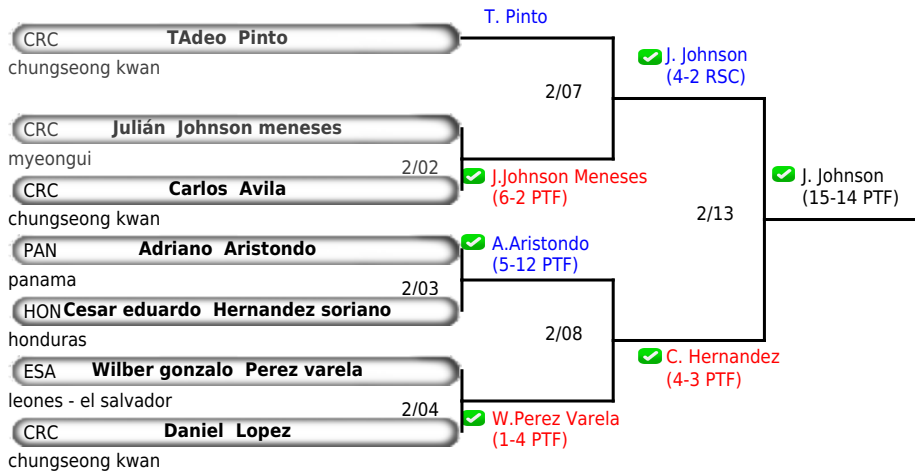 T. Pinto
CRC TAdeo Pinto
chungseong kwan
J. Johnson
(4-2 RSC)
2/07
CRC Julián Johnson meneses
myeongui
2/02
J.Johnson Meneses
(6-2 PTF)
CRC Carlos Avila
chungseong kwan
J. Johnson
(15-14 PTF)
2/13
PAN Adriano Aristondo
panama
A.Aristondo
(5-12 PTF)
2/03
HON Cesar eduardo Hernandez soriano
honduras
2/08
C. Hernandez
(4-3 PTF)
ESA Wilber gonzalo Perez varela
leones - el salvador
2/04
W.Perez Varela
(1-4 PTF)
CRC Daniel Lopez
chungseong kwan